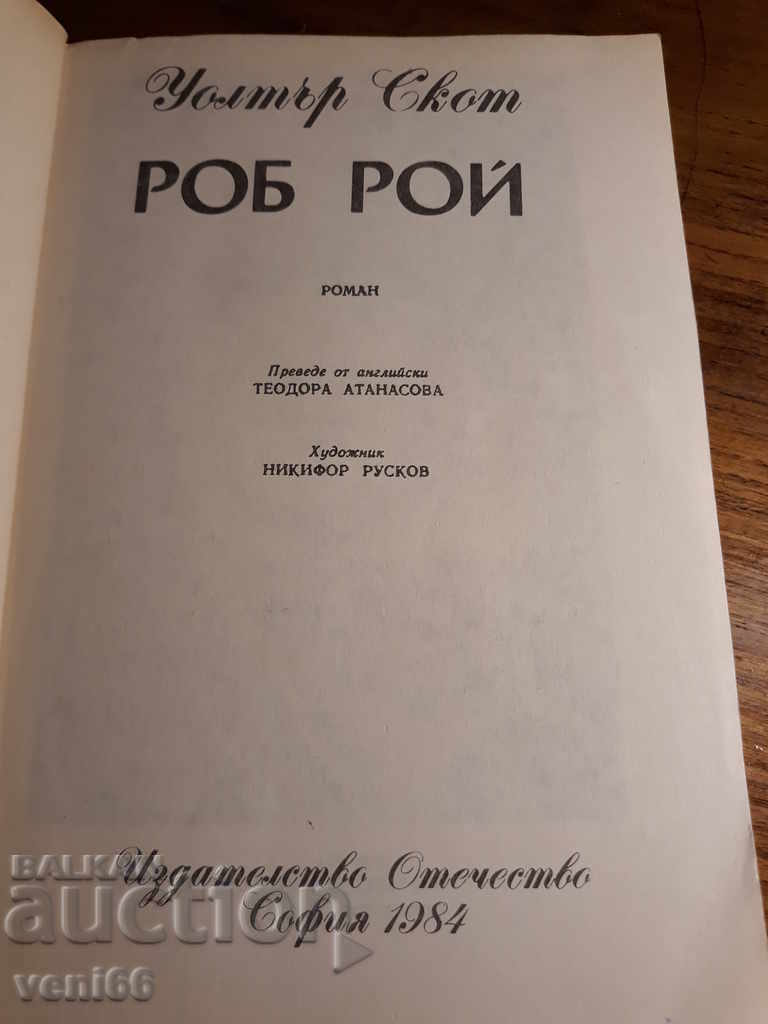 Уолтър Скот
РОБ РОЙ
РОМАН
Преведе от английски
ТЕОДОРА АТАНАСОВА
Художник
НИКИФОР РУСКОВ
Издателство Отечество
София 1984
BALKAN
auction
veni66